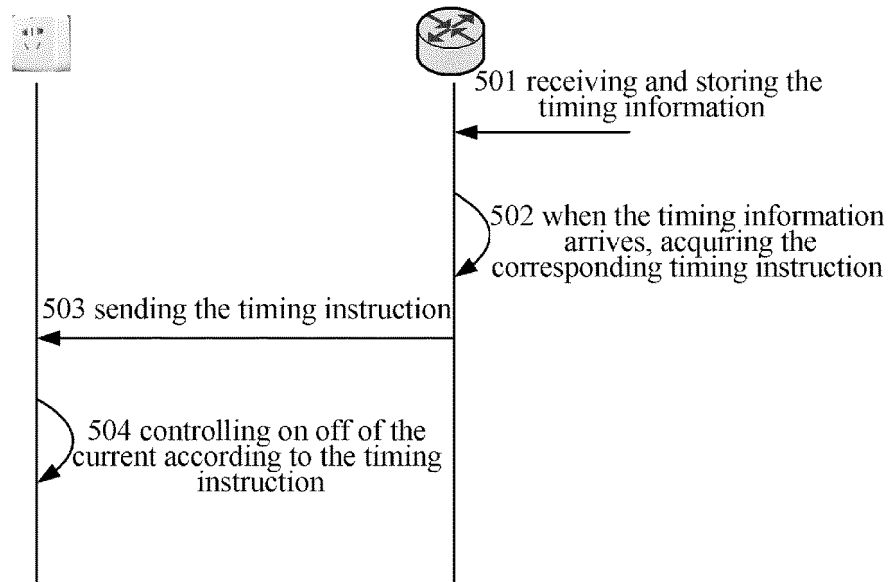 501 receiving and storing the
timing information
502 when the timing information
arrives, acquiring the
corresponding timing instruction
503 sending the timing instruction
504 controlling on off of the
current according to the timing
instruction